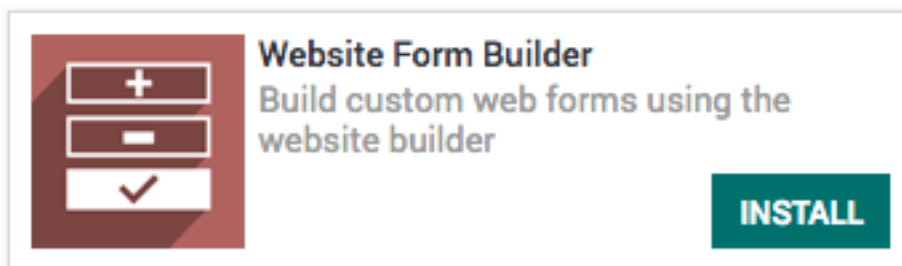 Website Form Builder
Build custom web forms using the
website builder
INSTALL